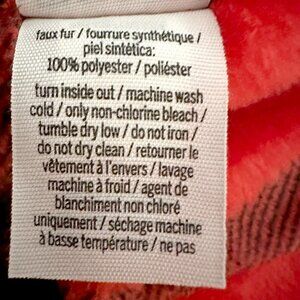 faux fur / fourrure synthétique /
piel sintética:
100% polyester / poliéster
turn inside out / machine wash
cold / only non-chlorine bleach /
tumble dry low / do not iron /
do not dry clean / retourner le
vêtement à l'envers / lavage
machine à froid / agent de
blanchiment non chloré
uniquement / séchage machine
à basse température / ne pas